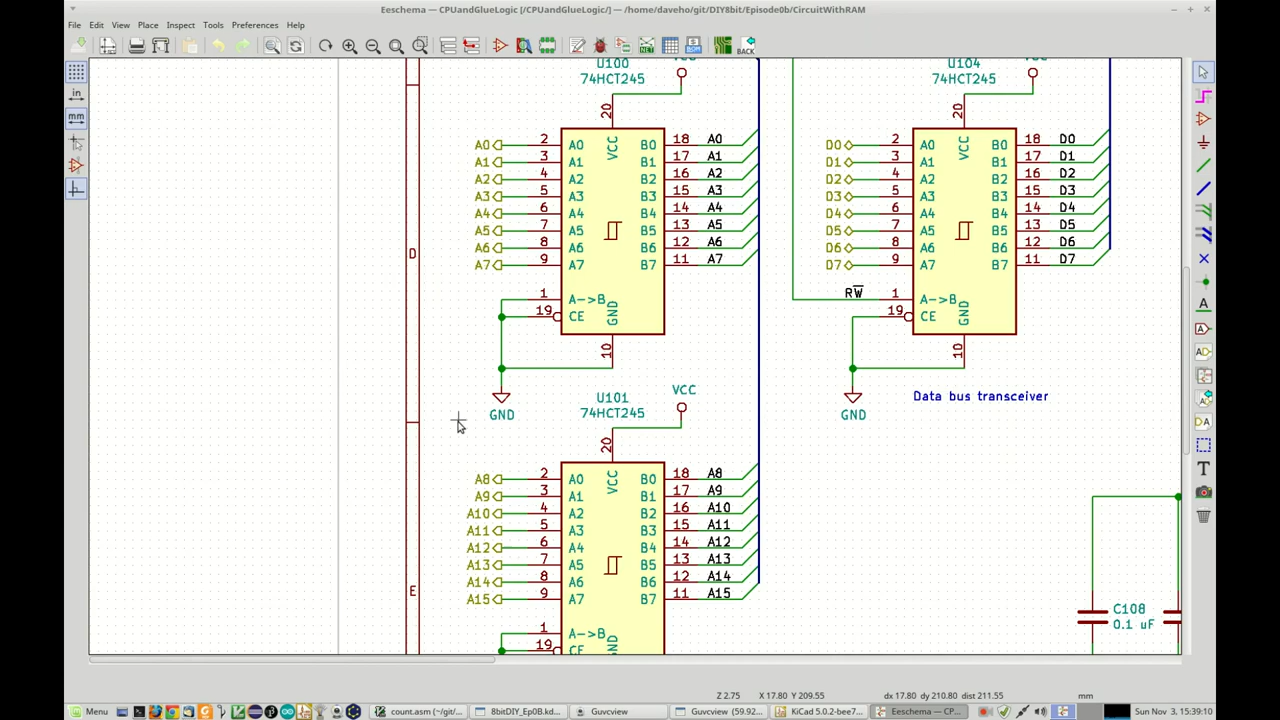 Eeschema — CPUandGlueLogic [/CPUandGlueLogic/] — /home/daveho/git/DIY8bit/Episode0b/CircuitWithRAM
File Edit View Place Inspect Tools Preferences Help
BACK
U100
74HCT245
VCC
U104
74HCT245
20
20
A0 2 A0 VCC B0 18 A0
A1 3 A1 B1 17 A1
A2 4 A2 B2 16 A2
A3 5 A3 B3 15 A3
A4 6 A4 B4 14 A4
A5 7 A5 B5 13 A5
A6 8 A6 B6 12 A6
A7 9 A7 B7 11 A7
1 A->B
19 CE GND
10
GND
D0 2 A0 VCC B0 18 D0
D1 3 A1 B1 17 D1
D2 4 A2 B2 16 D2
D3 5 A3 B3 15 D3
D4 6 A4 B4 14 D4
D5 7 A5 B5 13 D5
D6 8 A6 B6 12 D6
D7 9 A7 B7 11 D7
RW 1 A->B
19 CE GND
10
GND
Data bus transceiver
D
U101
74HCT245
VCC
20
A8 2 A0 VCC B0 18 A8
A9 3 A1 B1 17 A9
A10 4 A2 B2 16 A10
A11 5 A3 B3 15 A11
A12 6 A4 B4 14 A12
A13 7 A5 B5 13 A13
A14 8 A6 B6 12 A14
A15 9 A7 B7 11 A15
1 A->B
19 CE
E
C108
0.1 uF
in
mm
Z 2.75 X 17.80 Y 209.55 dx 17.80 dy 210.80 dist 211.55 mm
Menu count.asm (~/git/... 8bitDIY_Ep0B.kd... Guvcview Guvcview (59.92... KiCad 5.0.2-bee7... Eeschema — CP... Sun Nov 3, 15:39:10